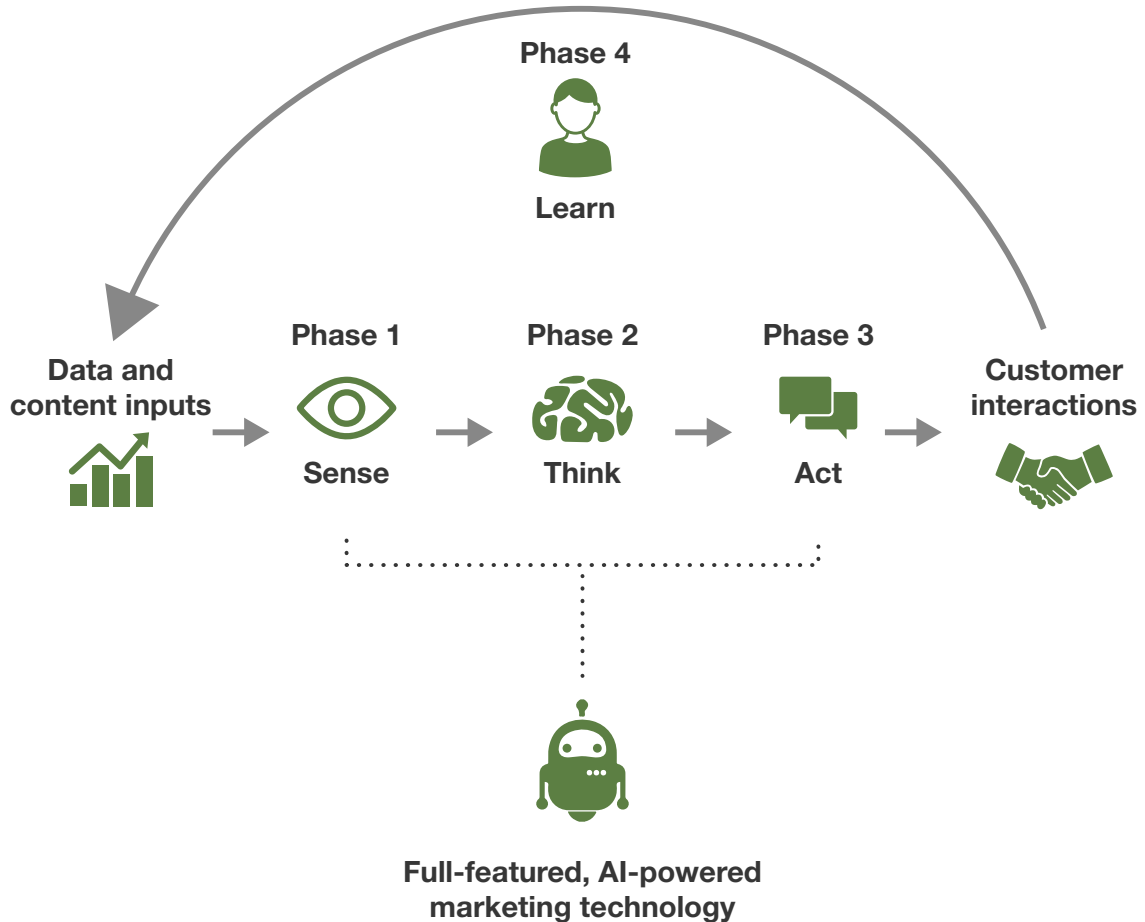 Phase 4
Learn
Data and
content inputs
Phase 1
Sense
Phase 2
Think
Phase 3
Act
Customer
interactions
Full-featured, AI-powered
marketing technology